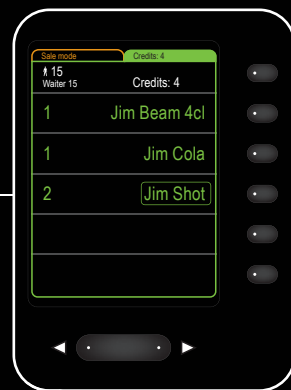 Sale mode Credits: 4
15
Waiter 15 Credits: 4
1 Jim Beam 4cl
1 Jim Cola
2 Jim Shot